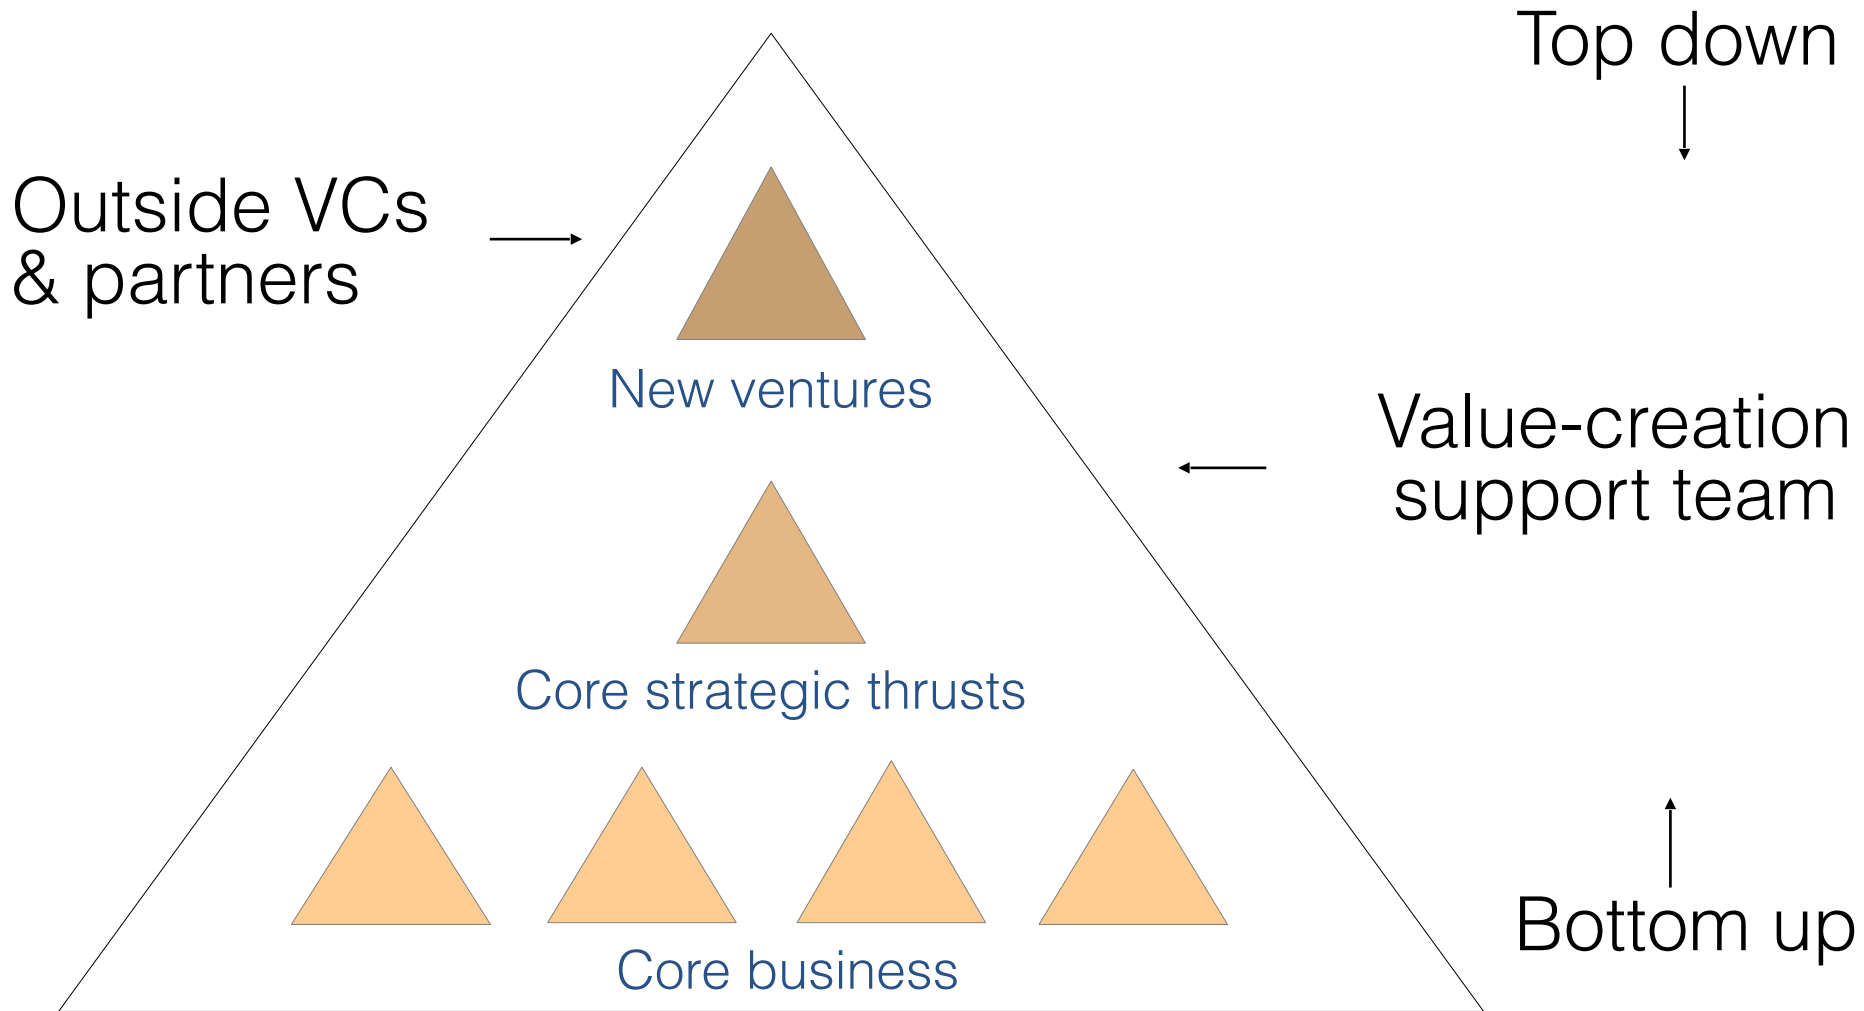 Top down
Outside VCs
& partners
New ventures
Value-creation
support team
Core strategic thrusts
Bottom up
Core business